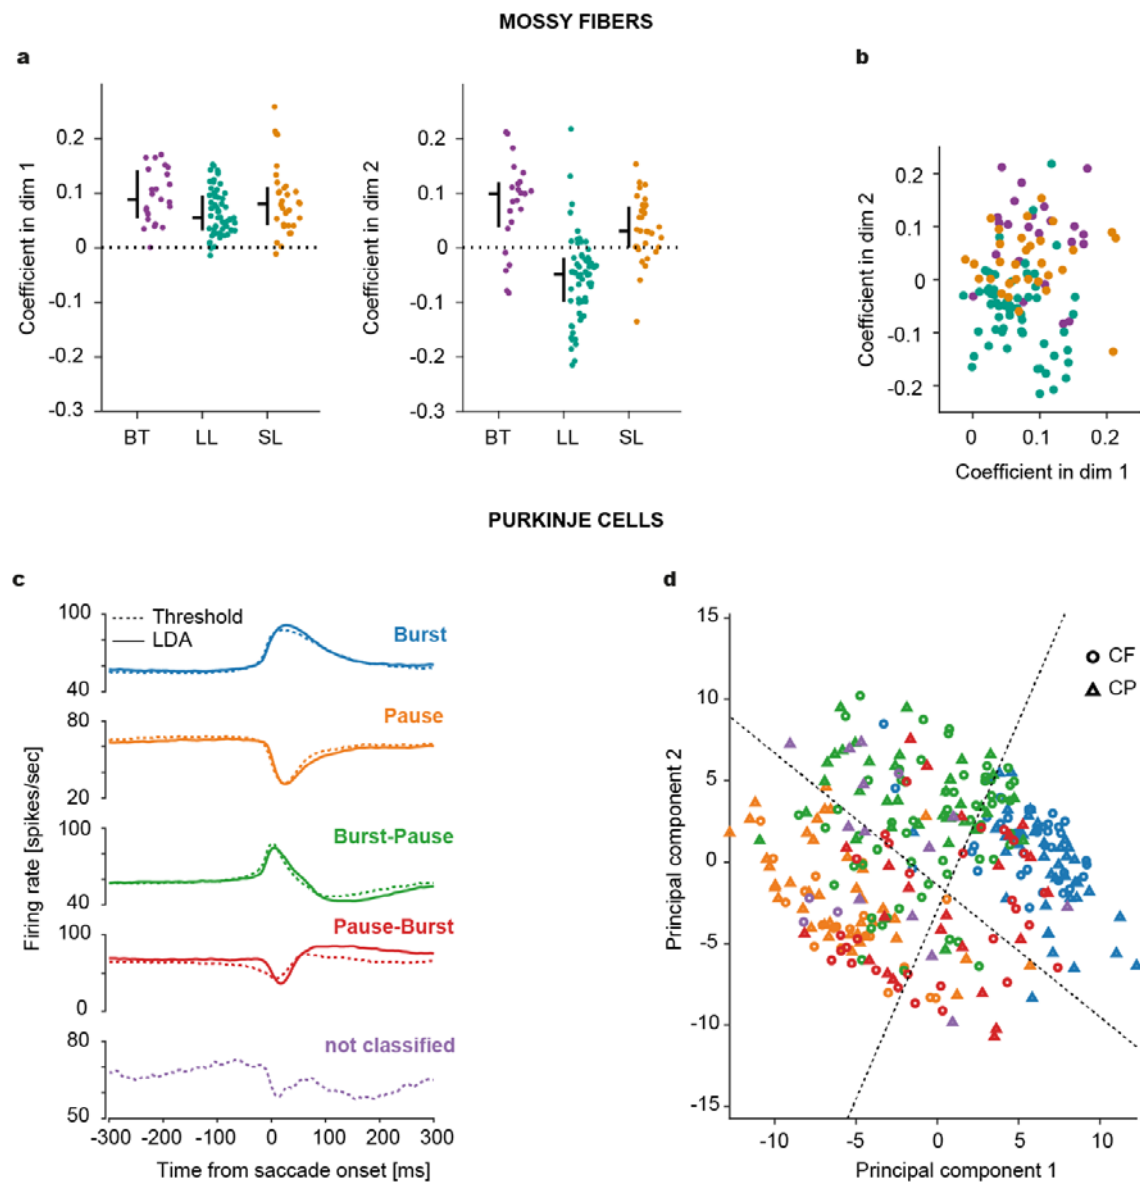 MOSSY FIBERS
a
b
Coefficient in dim 1
0.2
0.1
0
-0.1
-0.2
-0.3
BT LL SL
Coefficient in dim 2
0.2
0.1
0
-0.1
-0.2
-0.3
BT LL SL
Coefficient in dim 2
0.2
0.1
0
-0.1
-0.2
0 0.1 0.2
Coefficient in dim 1
PURKINJE CELLS
c
d
Firing rate [spikes/sec]
Threshold
LDA
100
40
Burst
80
20
Pause
100
40
Burst-Pause
100
0
Pause-Burst
80
50
not classified
-300 -200 -100 0 100 200 300
Time from saccade onset [ms]
Principal component 2
15
10
5
0
-5
-10
-15
CF
CP
-10 -5 0 5 10
Principal component 1